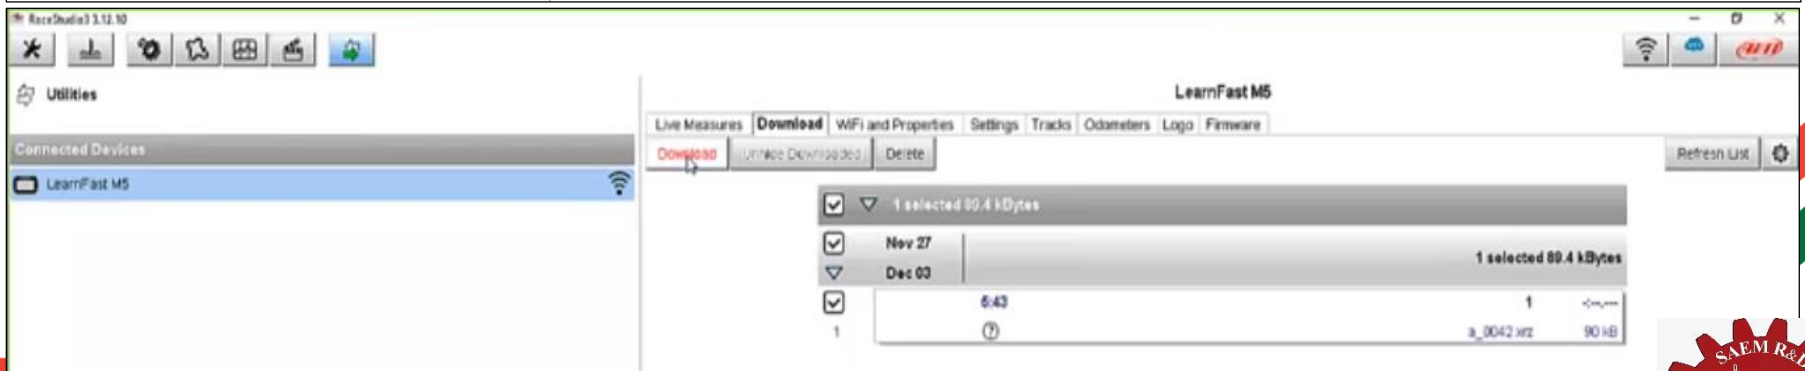 RaceStudio3 3.12.10
Utilities
Connected Devices
LearnFast M5
LearnFast M5
Live Measures Download WiFi and Properties Settings Tracks Odometers Logo Firmware
Download Unhide Downloaded Delete Refresh List
1 selected 89.4 kBytes
Nov 27
Dec 03
1 selected 89.4 kBytes
6:43 1 -:--.---
1 a_0042.xrz 90 kB
SAEM R&D